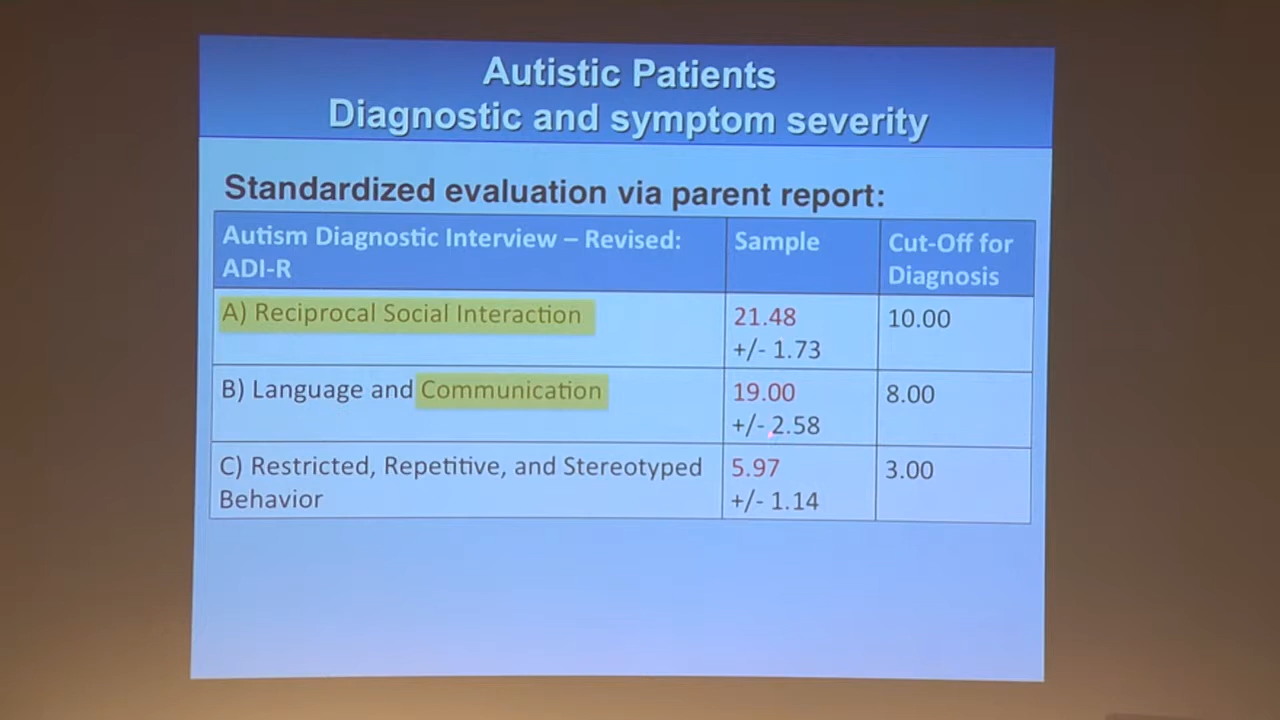 Autistic Patients
Diagnostic and symptom severity
Standardized evaluation via parent report:
Autism Diagnostic Interview – Revised: ADI-R
Sample
Cut-Off for Diagnosis
A) Reciprocal Social Interaction
21.48
+/- 1.73
10.00
B) Language and Communication
19.00
+/- 2.58
8.00
C) Restricted, Repetitive, and Stereotyped Behavior
5.97
+/- 1.14
3.00